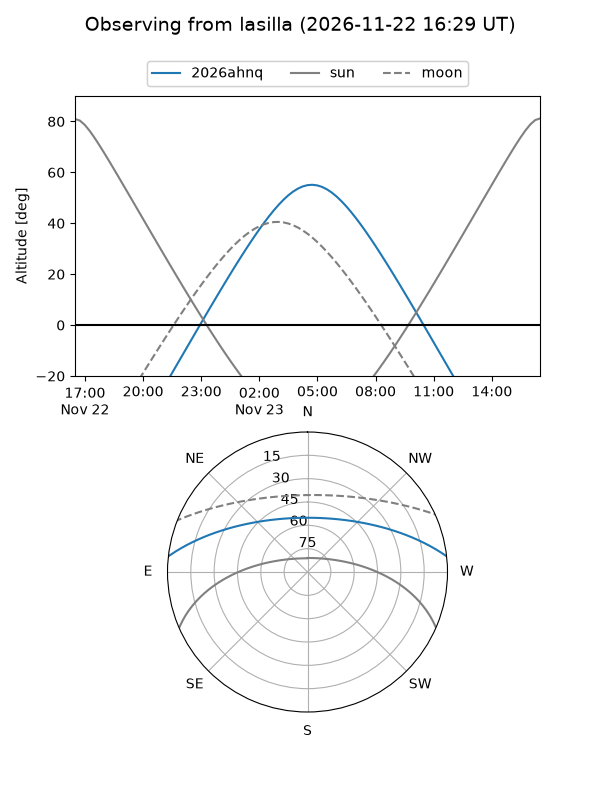 Observing from lasilla (2026-11-22 16:29 UT)
2026ahnq sun moon
Altitude [deg]
80
60
40
20
0
−20
17:00 20:00 23:00 02:00 05:00 08:00 11:00 14:00
Nov 22 Nov 23
N
NE NW
15
30
45
60
75
E W
SE SW
S